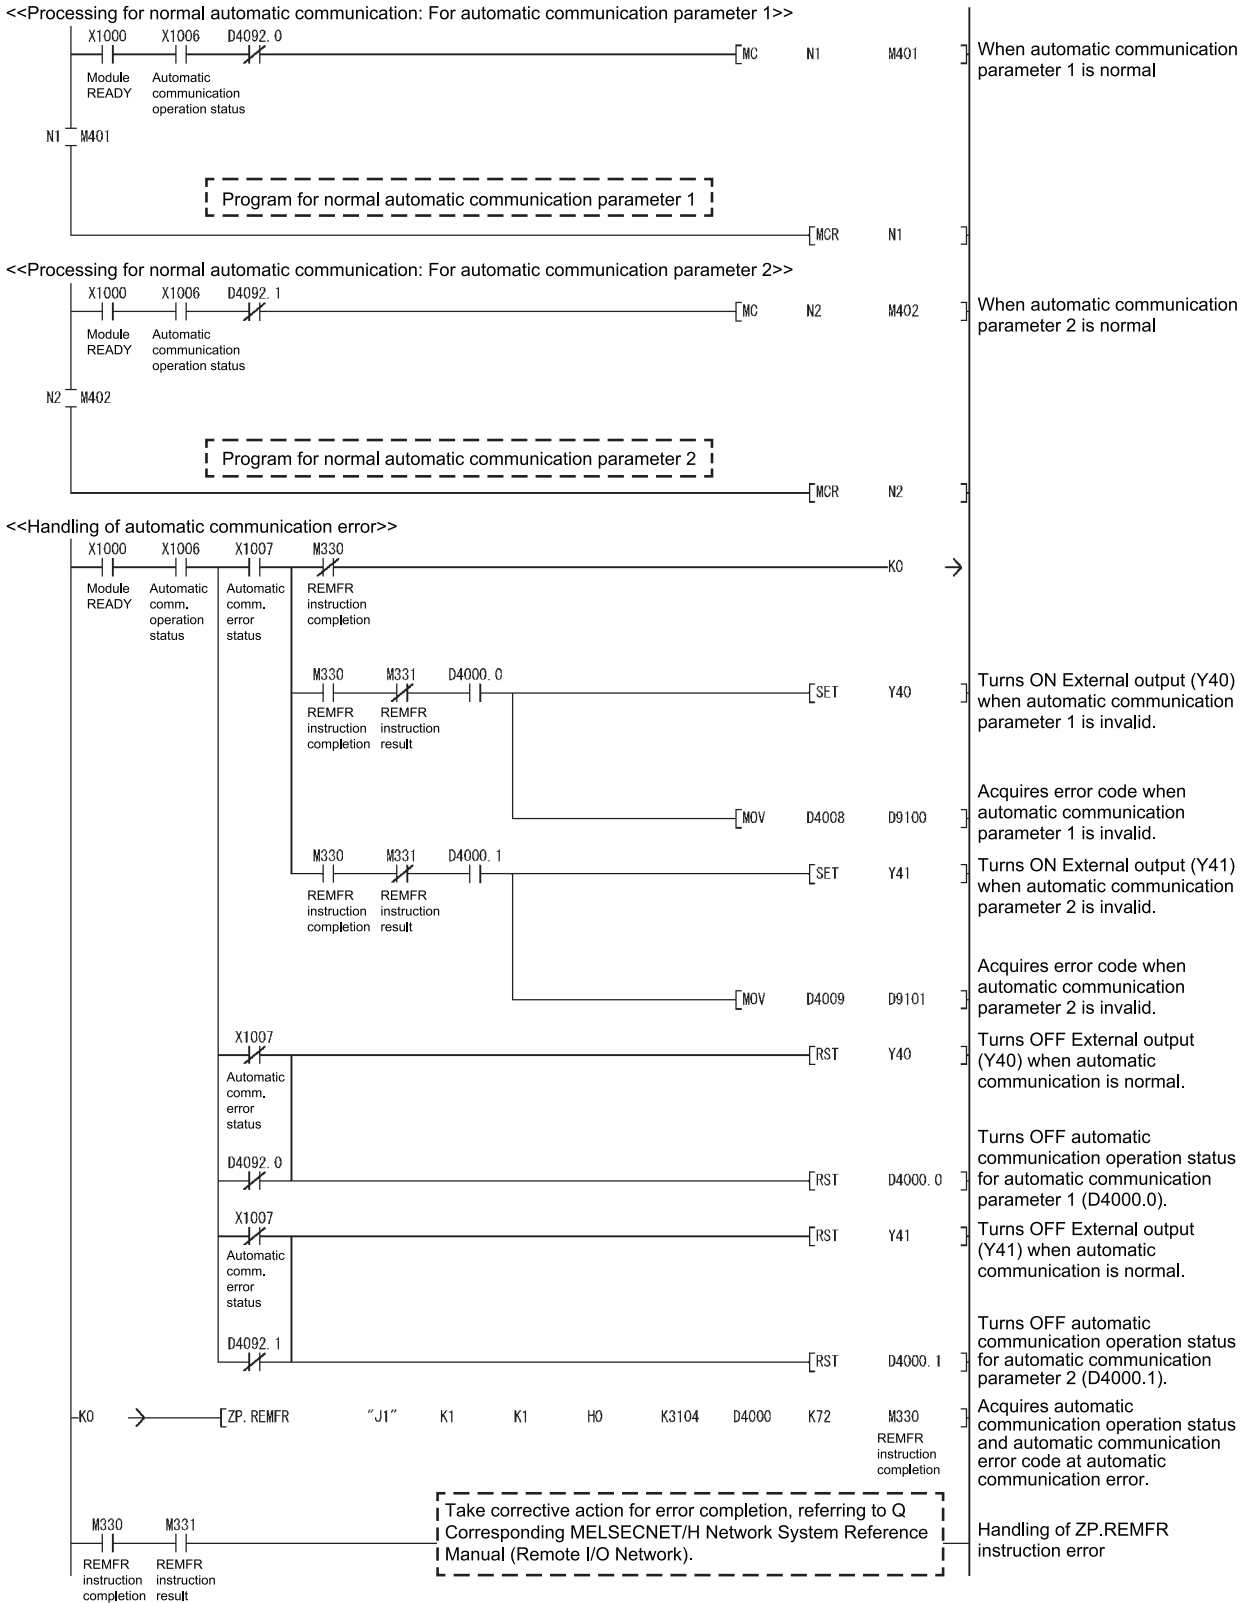 <<Processing for normal automatic communication: For automatic communication parameter 1>>
X1000 X1006 D4092.0
[MC N1 M401 ]
When automatic communication
parameter 1 is normal
Module
READY
Automatic
communication
operation status
N1 M401
Program for normal automatic communication parameter 1
[MCR N1 ]
<<Processing for normal automatic communication: For automatic communication parameter 2>>
X1000 X1006 D4092.1
[MC N2 M402 ]
When automatic communication
parameter 2 is normal
Module
READY
Automatic
communication
operation status
N2 M402
Program for normal automatic communication parameter 2
[MCR N2 ]
<<Handling of automatic communication error>>
X1000 X1006 X1007 M330
K0
Module
READY
Automatic
comm.
operation
status
Automatic
comm.
error
status
REMFR
instruction
completion
M330 M331 D4000.0
[SET Y40 ]
Turns ON External output (Y40)
when automatic communication
parameter 1 is invalid.
REMFR
instruction
completion
REMFR
instruction
result
[MOV D4008 D9100 ]
Acquires error code when
automatic communication
parameter 1 is invalid.
M330 M331 D4000.1
[SET Y41 ]
Turns ON External output (Y41)
when automatic communication
parameter 2 is invalid.
REMFR
instruction
completion
REMFR
instruction
result
[MOV D4009 D9101 ]
Acquires error code when
automatic communication
parameter 2 is invalid.
X1007
[RST Y40 ]
Turns OFF External output
(Y40) when automatic
communication is normal.
Automatic
comm.
error
status
D4092.0
[RST D4000.0 ]
Turns OFF automatic
communication operation status
for automatic communication
parameter 1 (D4000.0).
X1007
[RST Y41 ]
Turns OFF External output
(Y41) when automatic
communication is normal.
Automatic
comm.
error
status
D4092.1
[RST D4000.1 ]
Turns OFF automatic
communication operation status
for automatic communication
parameter 2 (D4000.1).
K0 [ZP.REMFR "J1" K1 K1 H0 K3104 D4000 K72 M330 ]
REMFR
instruction
completion
Acquires automatic
communication operation status
and automatic communication
error code at automatic
communication error.
M330 M331
REMFR
instruction
completion
REMFR
instruction
result
Take corrective action for error completion, referring to Q
Corresponding MELSECNET/H Network System Reference
Manual (Remote I/O Network).
Handling of ZP.REMFR
instruction error